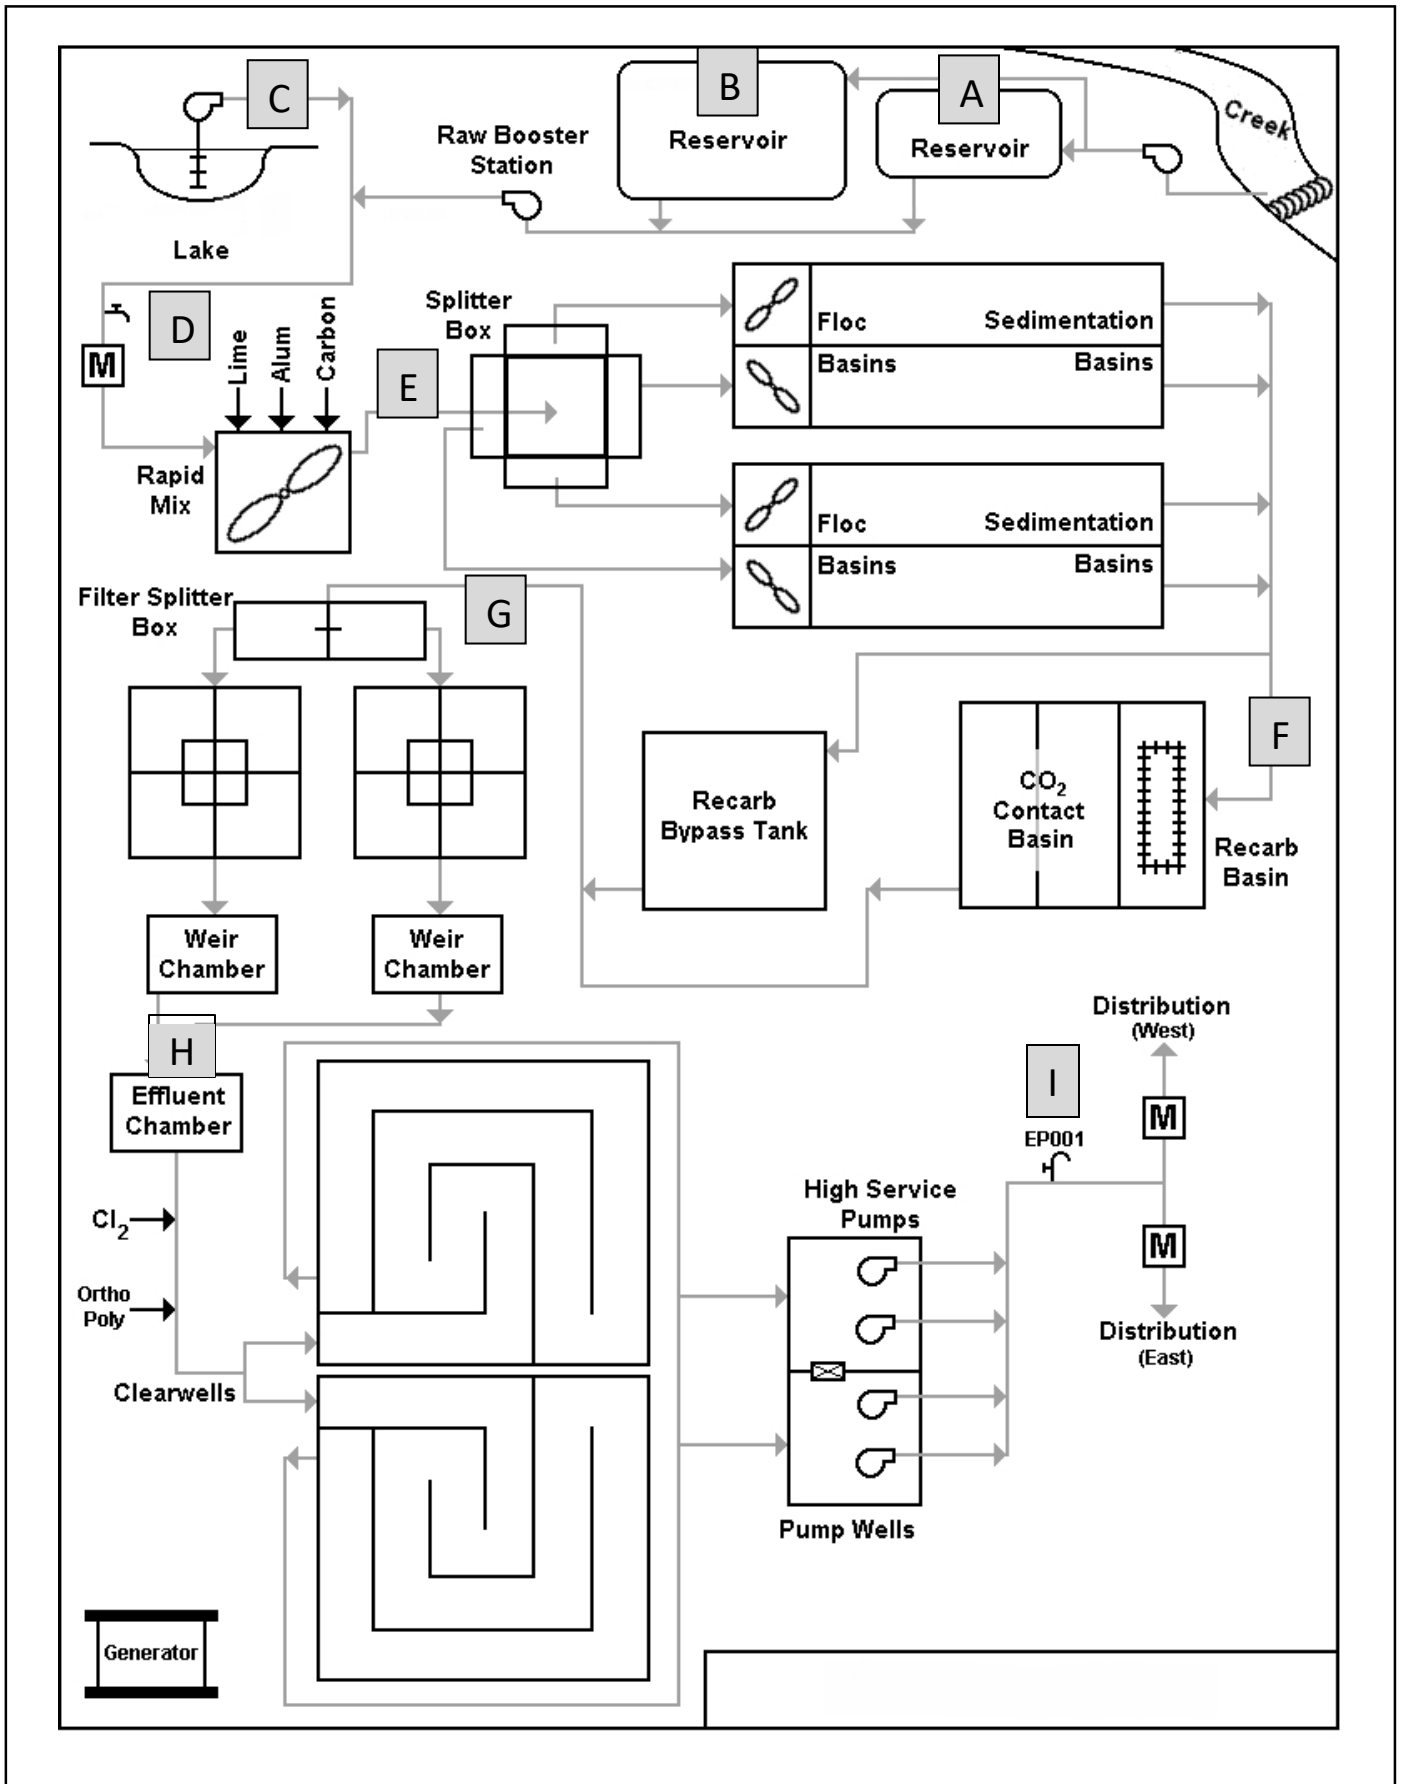 C
B
A
Creek
Reservoir
Reservoir
Raw Booster
Station
Lake
D
M
Lime
Alum
Carbon
E
Splitter
Box
Floc
Sedimentation
Basins
Basins
Rapid
Mix
Floc
Sedimentation
Basins
Basins
Filter Splitter
Box
G
F
Recarb
Bypass Tank
CO2
Contact
Basin
Recarb
Basin
Weir
Chamber
Weir
Chamber
H
Effluent
Chamber
Cl2
Ortho
Poly
Clearwells
Distribution
(West)
I
EP001
M
High Service
Pumps
M
Distribution
(East)
Pump Wells
Generator